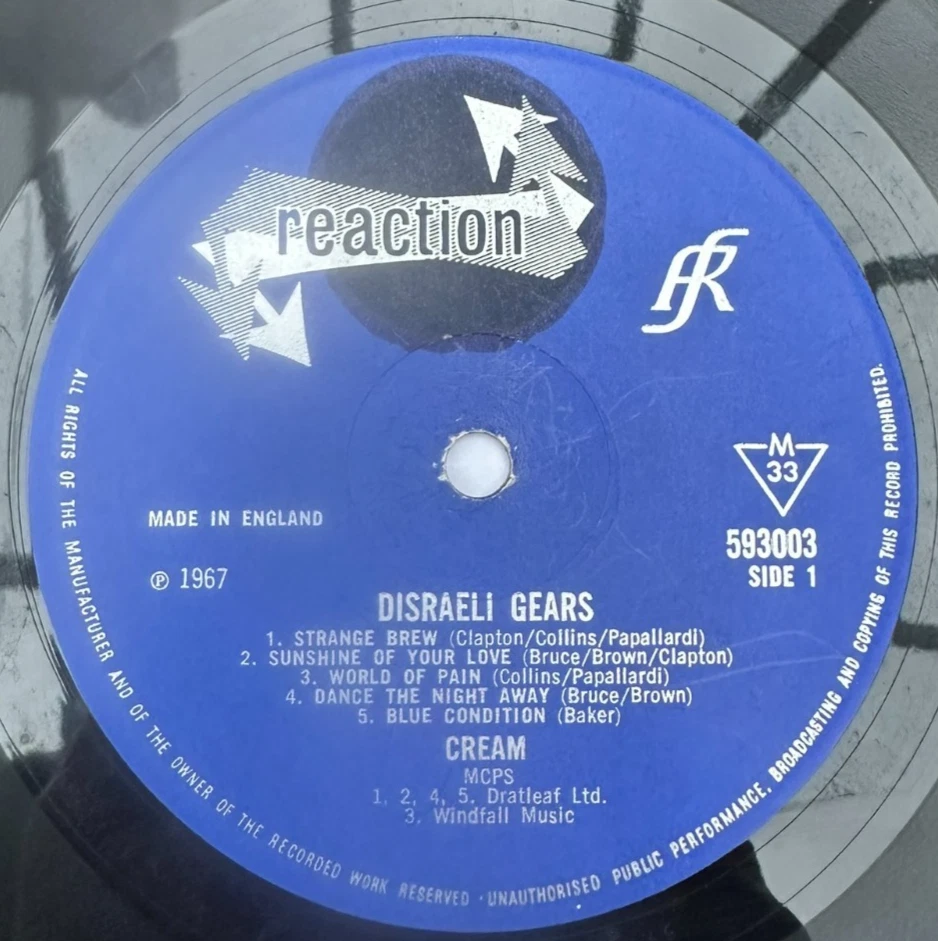 reaction
R
M
33
MADE IN ENGLAND
593003
℗ 1967
SIDE 1
DISRAELI GEARS
1. STRANGE BREW (Clapton/Collins/Papallardi)
2. SUNSHINE OF YOUR LOVE (Bruce/Brown/Clapton)
3. WORLD OF PAIN (Collins/Papallardi)
4. DANCE THE NIGHT AWAY (Bruce/Brown)
5. BLUE CONDITION (Baker)
CREAM
MCPS
1, 2, 4, 5. Dratleaf Ltd.
3. Windfall Music
ALL RIGHTS OF THE MANUFACTURER AND OF THE OWNER OF THE RECORDED WORK RESERVED · UNAUTHORISED PUBLIC PERFORMANCE, BROADCASTING AND COPYING OF THIS RECORD PROHIBITED.